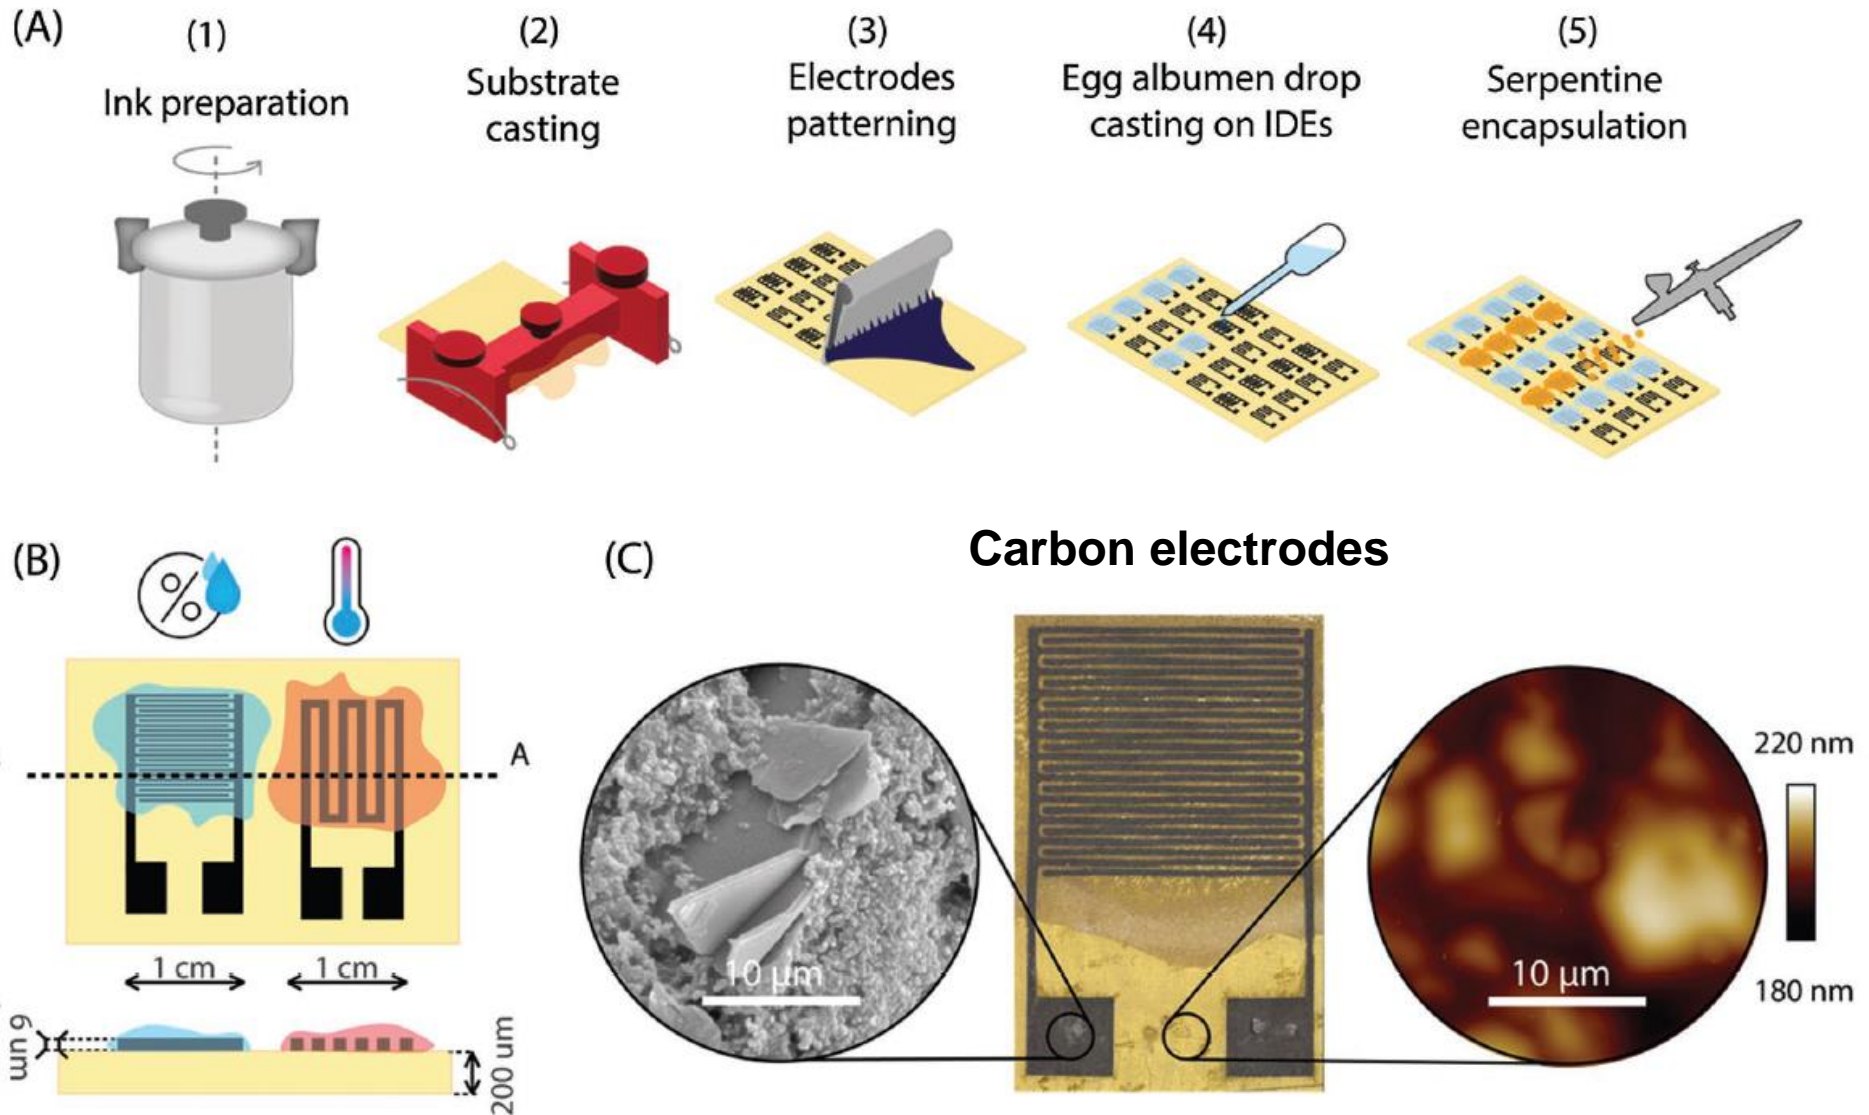 (A)
(1)
Ink preparation
(2)
Substrate
casting
(3)
Electrodes
patterning
(4)
Egg albumen drop
casting on IDEs
(5)
Serpentine
encapsulation
(B)
%
A
1 cm
1 cm
9 um
200 um
(C)
Carbon electrodes
10 µm
10 µm
220 nm
180 nm